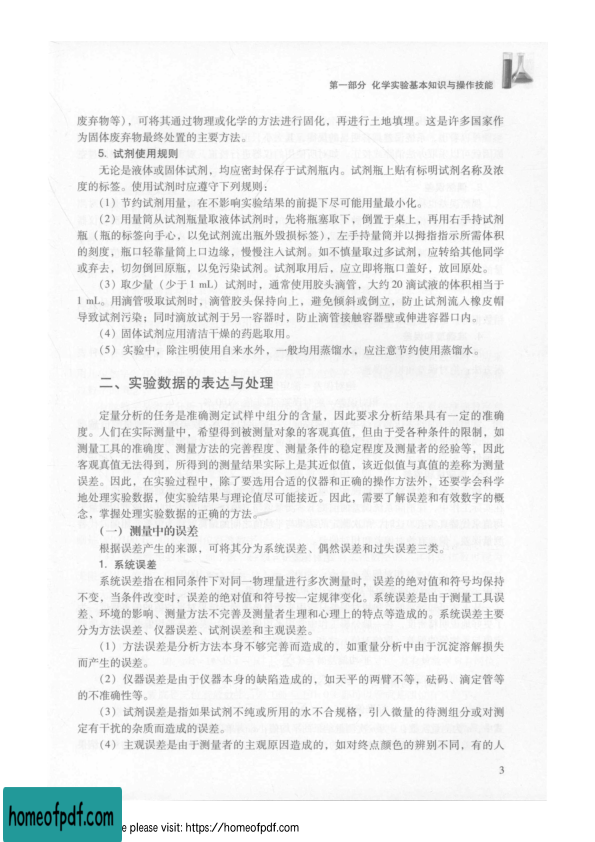 第一部分 化学实验基本知识与操作技能
废弃物等），可将其通过物理或化学的方法进行固化，再进行土地填埋。这是许多国家作
为固体废弃物最终处置的主要方法。
5. 试剂使用规则
无论是液体或固体试剂，均应密封保存于试剂瓶内。试剂瓶上贴有标明试剂名称及浓
度的标签。使用试剂时应遵守下列规则：
（1）节约试剂用量，在不影响实验结果的前提下尽可能用量最小化。
（2）用量筒从试剂瓶量取液体试剂时，先将瓶塞取下，倒置于桌上，再用右手持试剂
瓶（瓶的标签向手心，以免试剂流出瓶外毁损标签），左手持量筒并以拇指指示所需体积
的刻度，瓶口轻靠量筒上口边缘，慢慢注入试剂。如不慎量取过多试剂，应转给其他同学
或弃去，切勿倒回原瓶，以免污染试剂。试剂取用后，应立即将瓶口盖好，放回原处。
（3）取少量（少于 1 mL）试剂时，通常使用胶头滴管，大约 20 滴试液的体积相当于
1 mL。用滴管吸取试剂时，滴管胶头保持向上，避免倾斜或倒立，防止试剂流入橡皮帽
导致试剂污染；同时滴放试剂于另一容器时，防止滴管接触容器壁或伸进容器口内。
（4）固体试剂应用清洁干燥的药匙取用。
（5）实验中，除注明使用自来水外，一般均用蒸馏水，应注意节约使用蒸馏水。
二、实验数据的表达与处理
定量分析的任务是准确测定试样中组分的含量，因此要求分析结果具有一定的准确
度。人们在实际测量中，希望得到被测量对象的客观真值，但由于受各种条件的限制，如
测量工具的准确度、测量方法的完善程度、测量条件的稳定程度及测量者的经验等，因此
客观真值无法得到，所得到的测量结果实际上是其近似值，该近似值与真值的差称为测量
误差。因此，在实验过程中，除了要选用合适的仪器和正确的操作方法外，还要学会科学
地处理实验数据，使实验结果与理论值尽可能接近。因此，需要了解误差和有效数字的概
念，掌握处理实验数据的正确的方法。
（一）测量中的误差
根据误差产生的来源，可将其分为系统误差、偶然误差和过失误差三类。
1. 系统误差
系统误差指在相同条件下对同一物理量进行多次测量时，误差的绝对值和符号均保持
不变，当条件改变时，误差的绝对值和符号按一定规律变化。系统误差是由于测量工具误
差、环境的影响、测量方法不完善及测量者生理和心理上的特点等造成的。系统误差主要
分为方法误差、仪器误差、试剂误差和主观误差。
（1）方法误差是分析方法本身不够完善而造成的，如重量分析中由于沉淀溶解损失
而产生的误差。
（2）仪器误差是由于仪器本身的缺陷造成的，如天平的两臂不等，砝码、滴定管等
的不准确性等。
（3）试剂误差是指如果试剂不纯或所用的水不合规格，引入微量的待测组分或对测
定有干扰的杂质而造成的误差。
（4）主观误差是由于测量者的主观原因造成的，如对终点颜色的辨别不同，有的人
3
homeofpdf.com
e please visit: https://homeofpdf.com